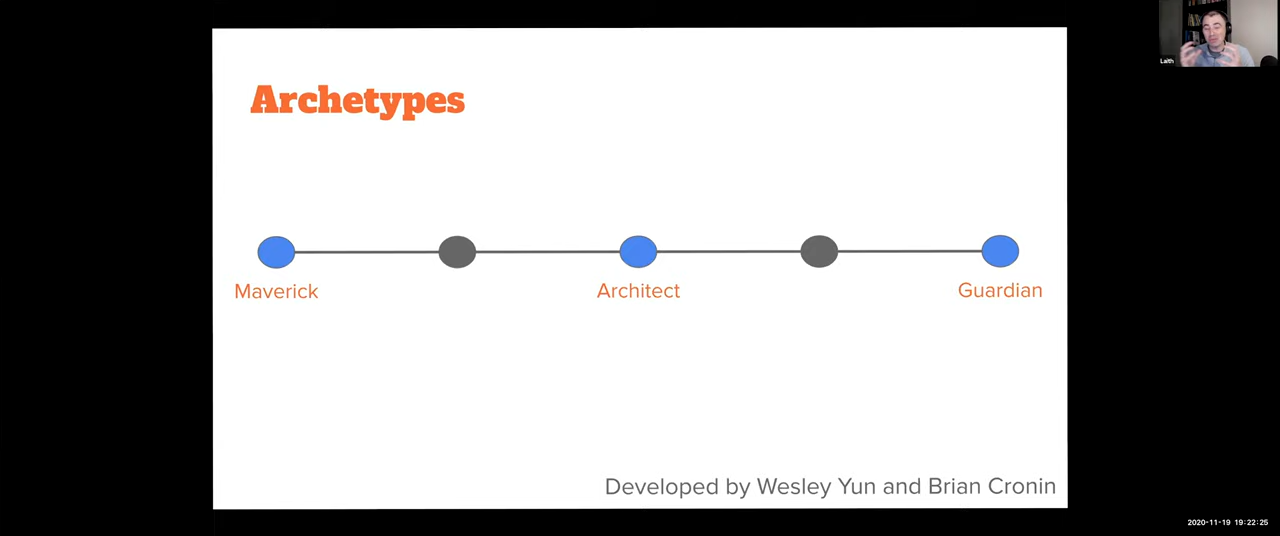 Laith
Archetypes
Maverick
Architect
Guardian
Developed by Wesley Yun and Brian Cronin
2020-11-19 19:22:25